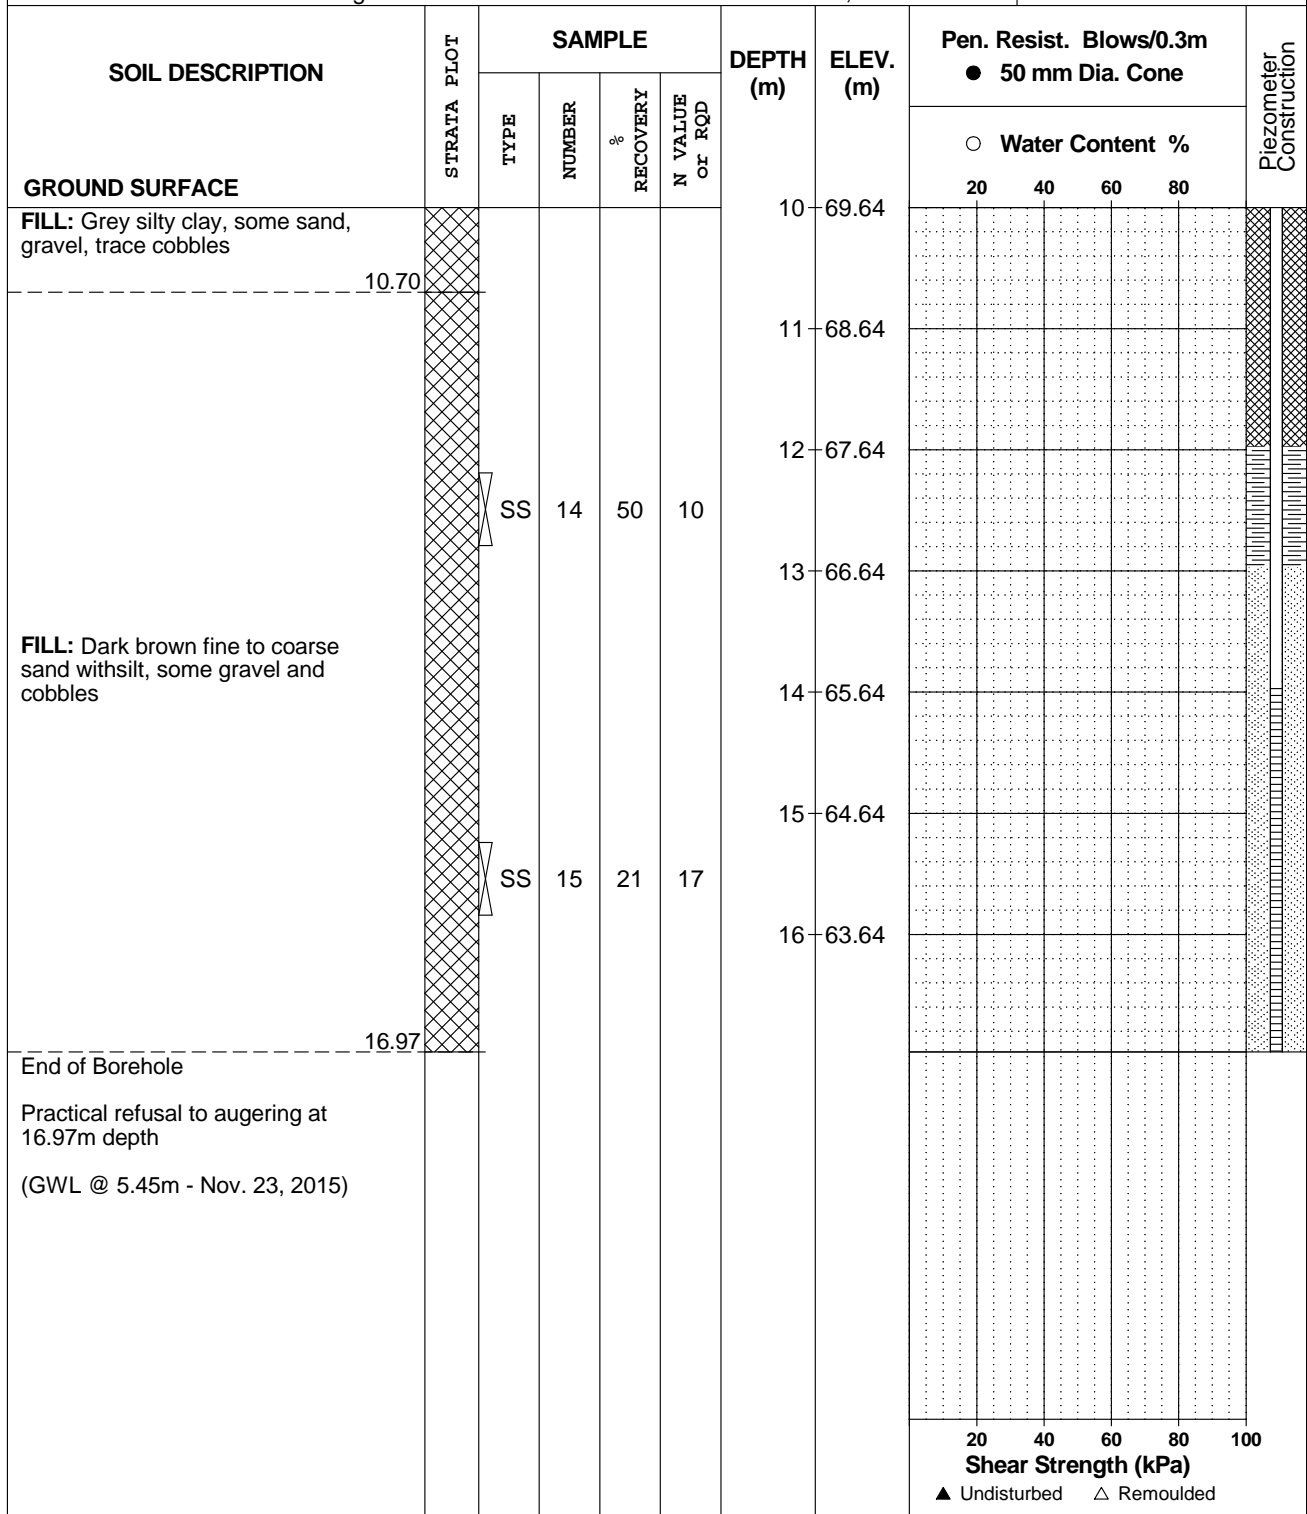 SOIL DESCRIPTION
GROUND SURFACE
STRATA PLOT
SAMPLE
TYPE
NUMBER
% RECOVERY
N VALUE or RQD
DEPTH (m)
ELEV. (m)
Pen. Resist. Blows/0.3m
● 50 mm Dia. Cone
○ Water Content %
20 40 60 80
Piezometer Construction
FILL: Grey silty clay, some sand,
gravel, trace cobbles
10.70
10 69.64
11 68.64
12 67.64
SS 14 50 10
13 66.64
FILL: Dark brown fine to coarse
sand withsilt, some gravel and
cobbles
14 65.64
15 64.64
SS 15 21 17
16 63.64
16.97
End of Borehole
Practical refusal to augering at
16.97m depth
(GWL @ 5.45m - Nov. 23, 2015)
20 40 60 80 100
Shear Strength (kPa)
▲ Undisturbed △ Remoulded